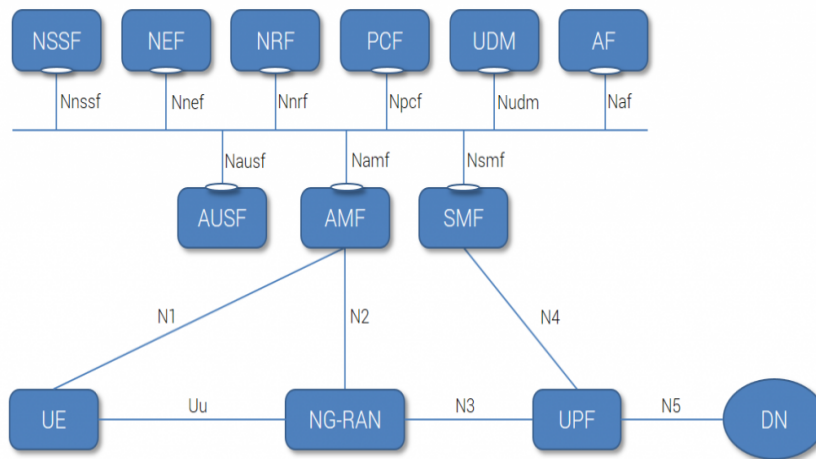 NSSF NEF NRF PCF UDM AF
Nnssf Nnef Nnrf Npcf Nudm Naf
Nausf Namf Nsmf
AUSF AMF SMF
N1 N2 N4
UE Uu NG-RAN N3 UPF N5 DN